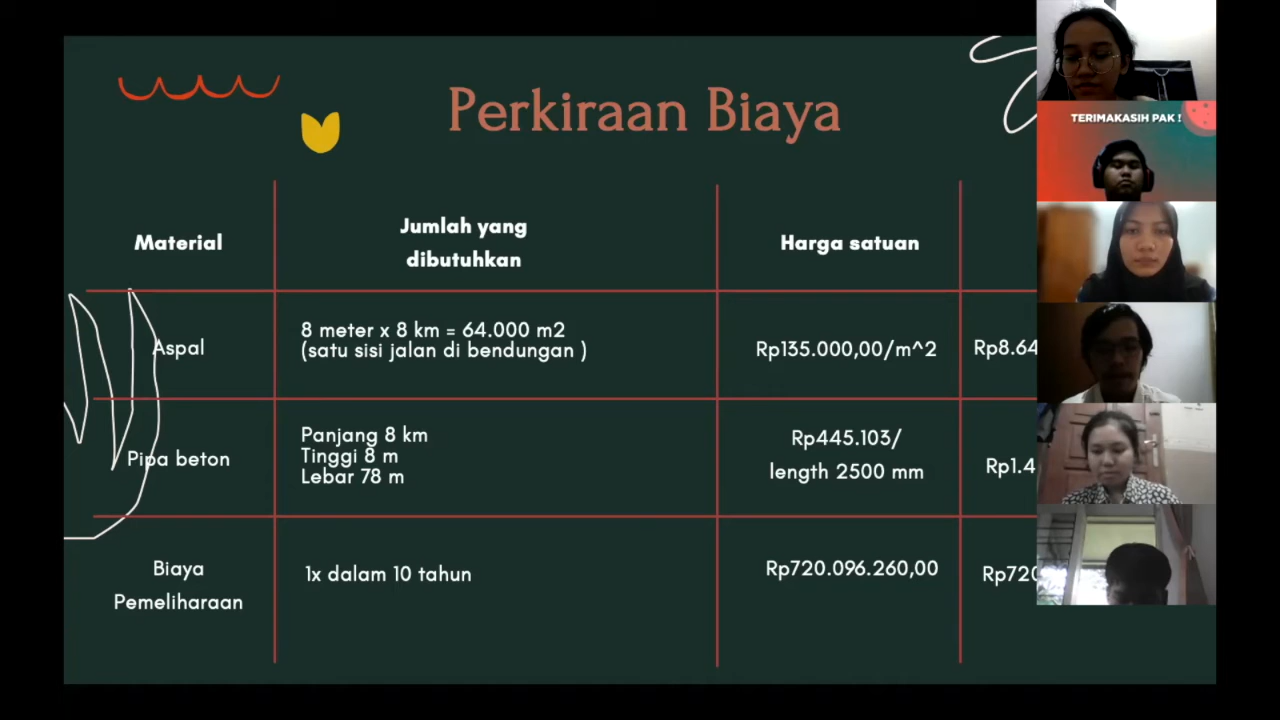 Perkiraan Biaya
TERIMAKASIH PAK !
Material
Jumlah yang
dibutuhkan
Harga satuan
Aspal
8 meter x 8 km = 64.000 m2
(satu sisi jalan di bendungan )
Rp135.000,00/m^2
Rp8.64
Pipa beton
Panjang 8 km
Tinggi 8 m
Lebar 78 m
Rp445.103/
length 2500 mm
Rp1.4
Biaya
Pemeliharaan
1x dalam 10 tahun
Rp720.096.260,00
Rp720